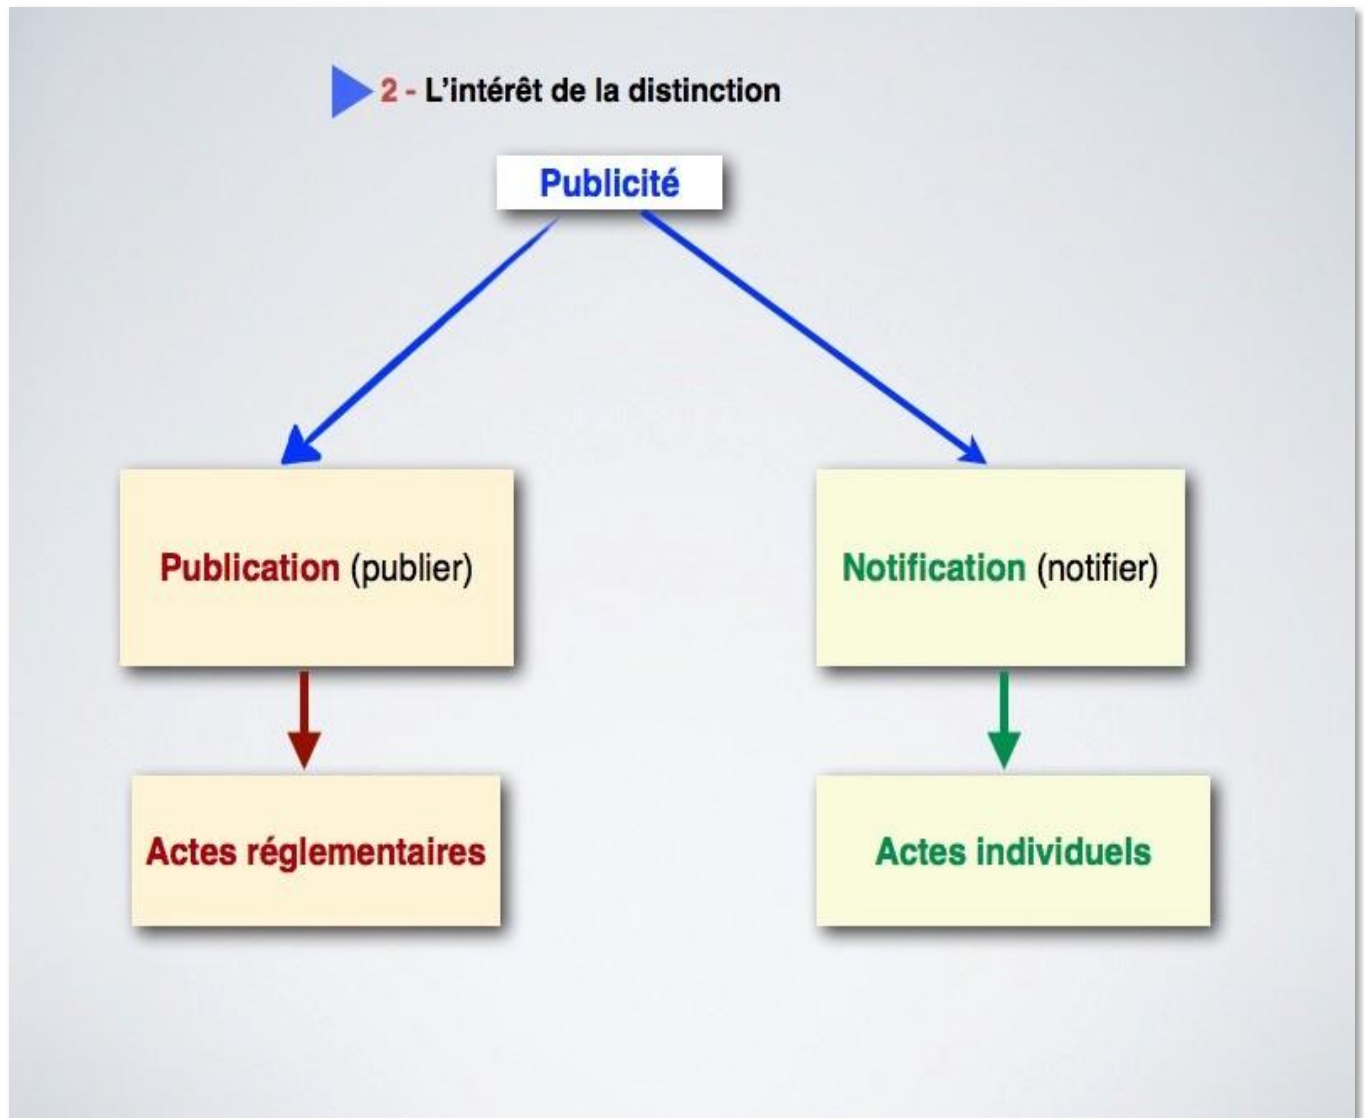 2 - L'intérêt de la distinction
Publicité
Publication (publier)
Notification (notifier)
Actes réglementaires
Actes individuels